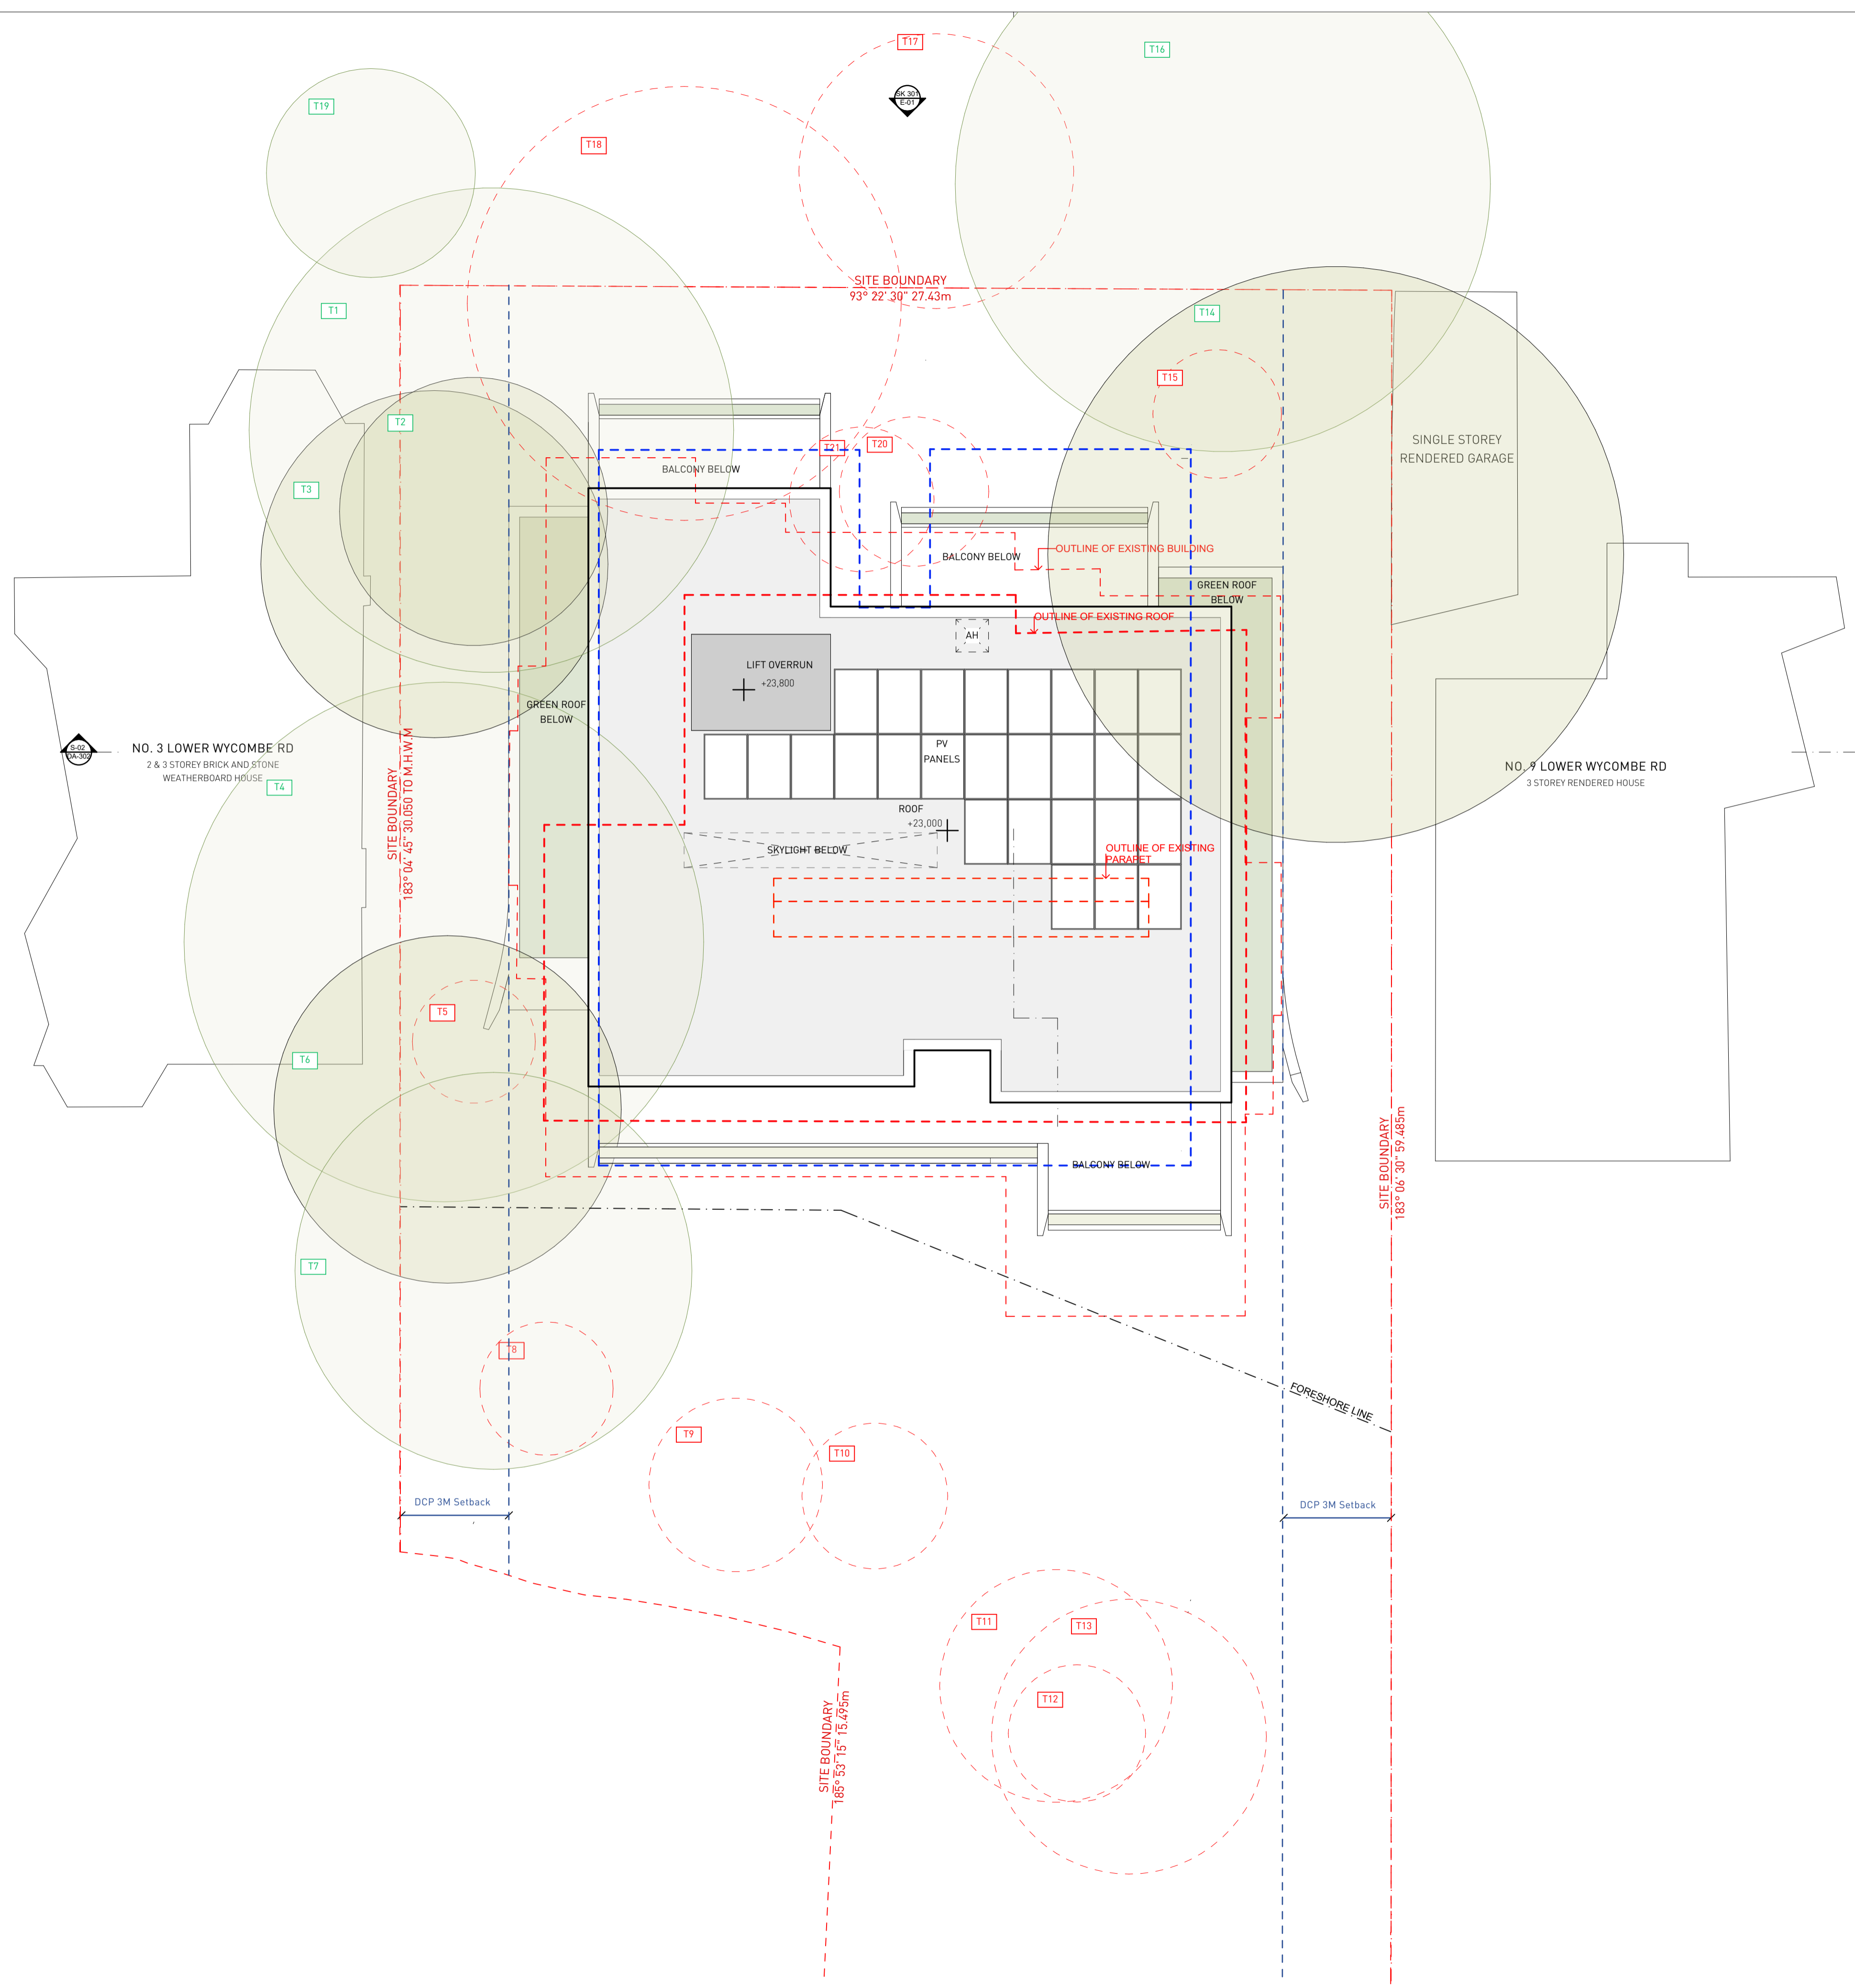 T17
T16
SK 301
E-01
T19
T18
SITE BOUNDARY
93° 22' 30" 27.43m
T1
T14
T15
T2
T21
T20
SINGLE STOREY
RENDERED GARAGE
BALCONY BELOW
T3
BALCONY BELOW
OUTLINE OF EXISTING BUILDING
GREEN ROOF
BELOW
OUTLINE OF EXISTING ROOF
AH
LIFT OVERRUN
+23,800
GREEN ROOF
BELOW
S-02
DA-302
NO. 3 LOWER WYCOMBE RD
2 & 3 STOREY BRICK AND STONE
WEATHERBOARD HOUSE
T4
SITE BOUNDARY
183° 04' 45" 30.050 TO M.H.W.M
PV
PANELS
NO. 9 LOWER WYCOMBE RD
3 STOREY RENDERED HOUSE
ROOF
+23,000
SKYLIGHT BELOW
OUTLINE OF EXISTING
PARAPET
T5
T6
SITE BOUNDARY
183° 06' 30" 59.485m
BALCONY BELOW
T7
T8
FORESHORE LINE
T9
T10
DCP 3M Setback
DCP 3M Setback
T11
T13
T12
SITE BOUNDARY
185° 53' 15" 15.495m